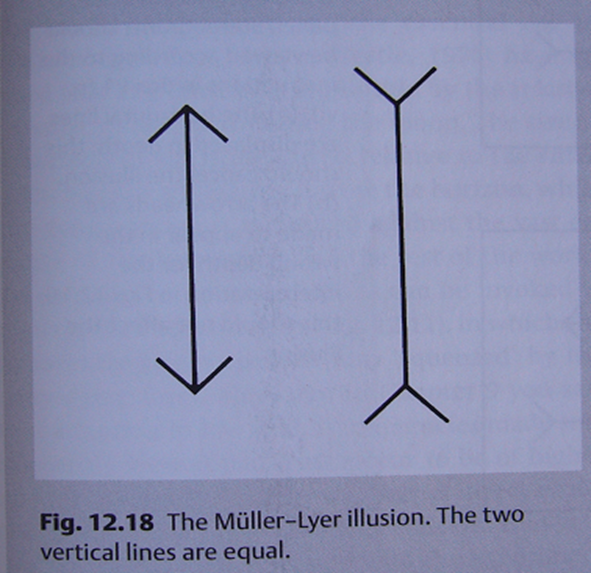 Fig. 12.18 The Müller–Lyer illusion. The two
vertical lines are equal.